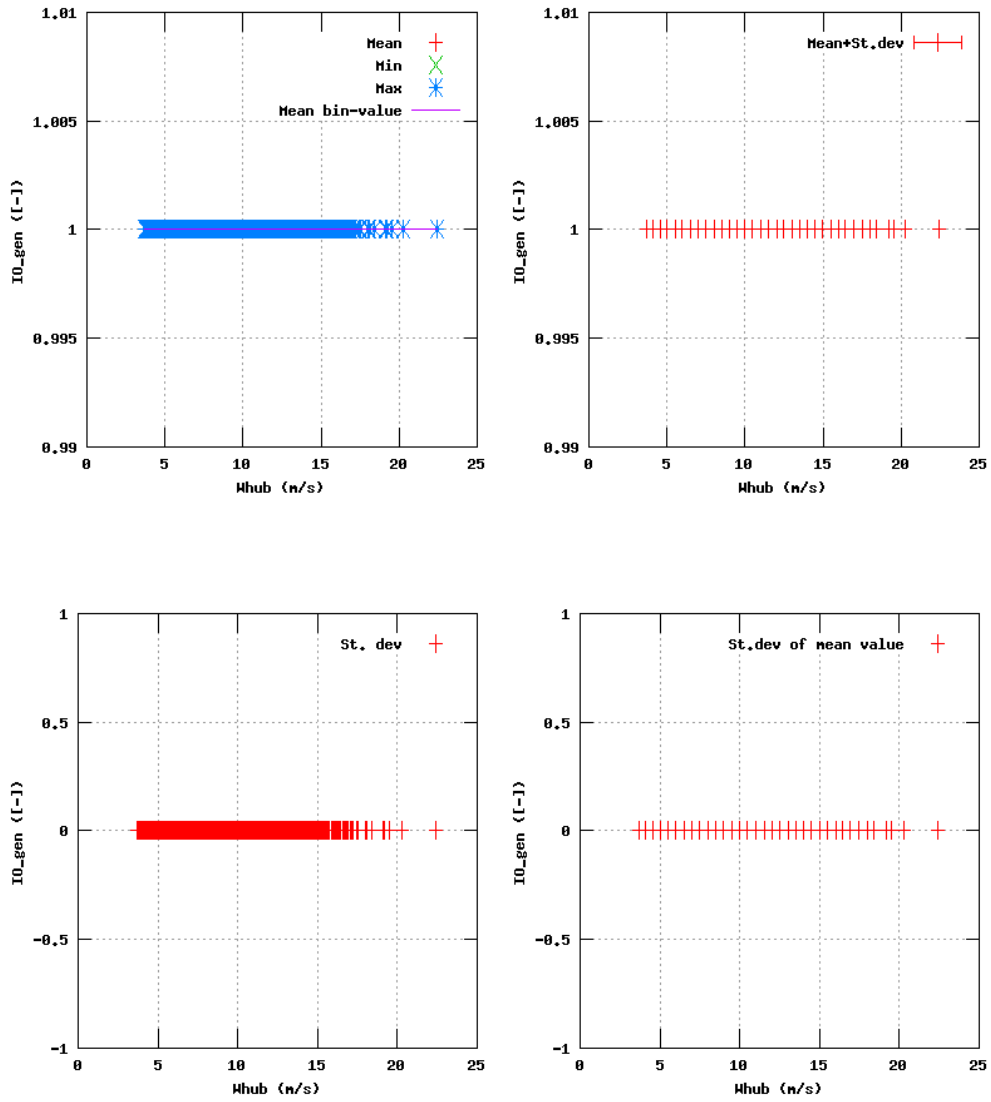 1.01
1.005
1
0.995
0.99
0
5
10
15
20
25
IO_gen ([-])
Whub (m/s)
Mean
Min
Max
Mean bin-value
1.01
1.005
1
0.995
0.99
0
5
10
15
20
25
IO_gen ([-])
Whub (m/s)
Mean+St.dev
1
0.5
0
-0.5
-1
0
5
10
15
20
25
IO_gen ([-])
Whub (m/s)
St. dev
1
0.5
0
-0.5
-1
0
5
10
15
20
25
IO_gen ([-])
Whub (m/s)
St.dev of mean value